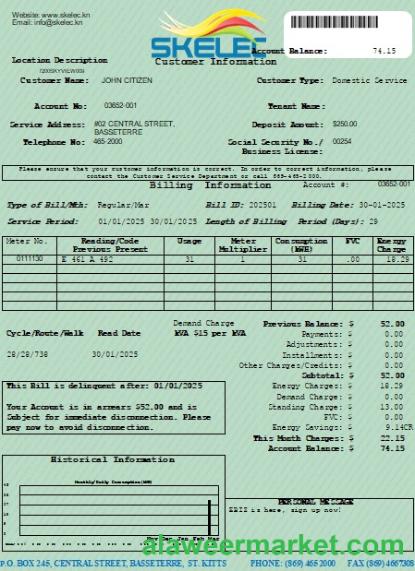 Website: www.skelec.kn
Email: info@skelec.kn
SKELEC
Account Balance: 74.15
Location Description Customer Information
Customer Name: JOHN CITIZEN Customer Type: Domestic Service
Account No: 03652-001 Tenant Name:
Service Address: #02 CENTRAL STREET, BASSETERRE Deposit Amount: $250.00
Telephone No: 465-2000 Social Security No./ Business License: 00254
Please ensure that your customer information is correct. In order to correct information, please
contact the Customer Service Department or call 869-465-2000.
Billing Information Account #: 03652-001
Type of Bill/Mth: Regular/Mar Bill ID: 202501 Billing Date: 30-01-2025
Service Period: 01/01/2025 30/01/2025 Length of Billing Period (Days): 29
Meter No. Reading/Code Previous Present Usage Meter Multiplier Consumption (kWH) FVC Energy Charge
0111130 E 461 A 492 31 1 31 .00 18.29
Demand Charge
KVA $15 per KVA
Cycle/Route/Walk Read Date
28/28/738 30/01/2025
Previous Balance: $ 52.00
Payments: $ 0.00
Adjustments: $ 0.00
Installments: $ 0.00
Other Charges/Credits: $ 0.00
Subtotal: $ 52.00
Energy Charges: $ 18.29
Demand Charge: $ 0.00
Standing Charge: $ 13.00
FVC: $ 0.00
Energy Savings: $ 9.14CR
This Month Charges: $ 22.15
Account Balance: $ 74.15
This Bill is delinquent after: 01/01/2025
Your Account is in arrears $52.00 and is
Subject for immediate disconnection. Please
pay now to avoid disconnection.
Historical Information
Monthly/Daily Consumption(kWH)
Jan Feb Mar
PERSONAL MESSAGE
is here, sign up now!
alaweermarket.com
P.O. BOX 245, CENTRAL STREET, BASSETERRE, ST. KITTS PHONE: (869) 465 2000 FAX (869) 4667308